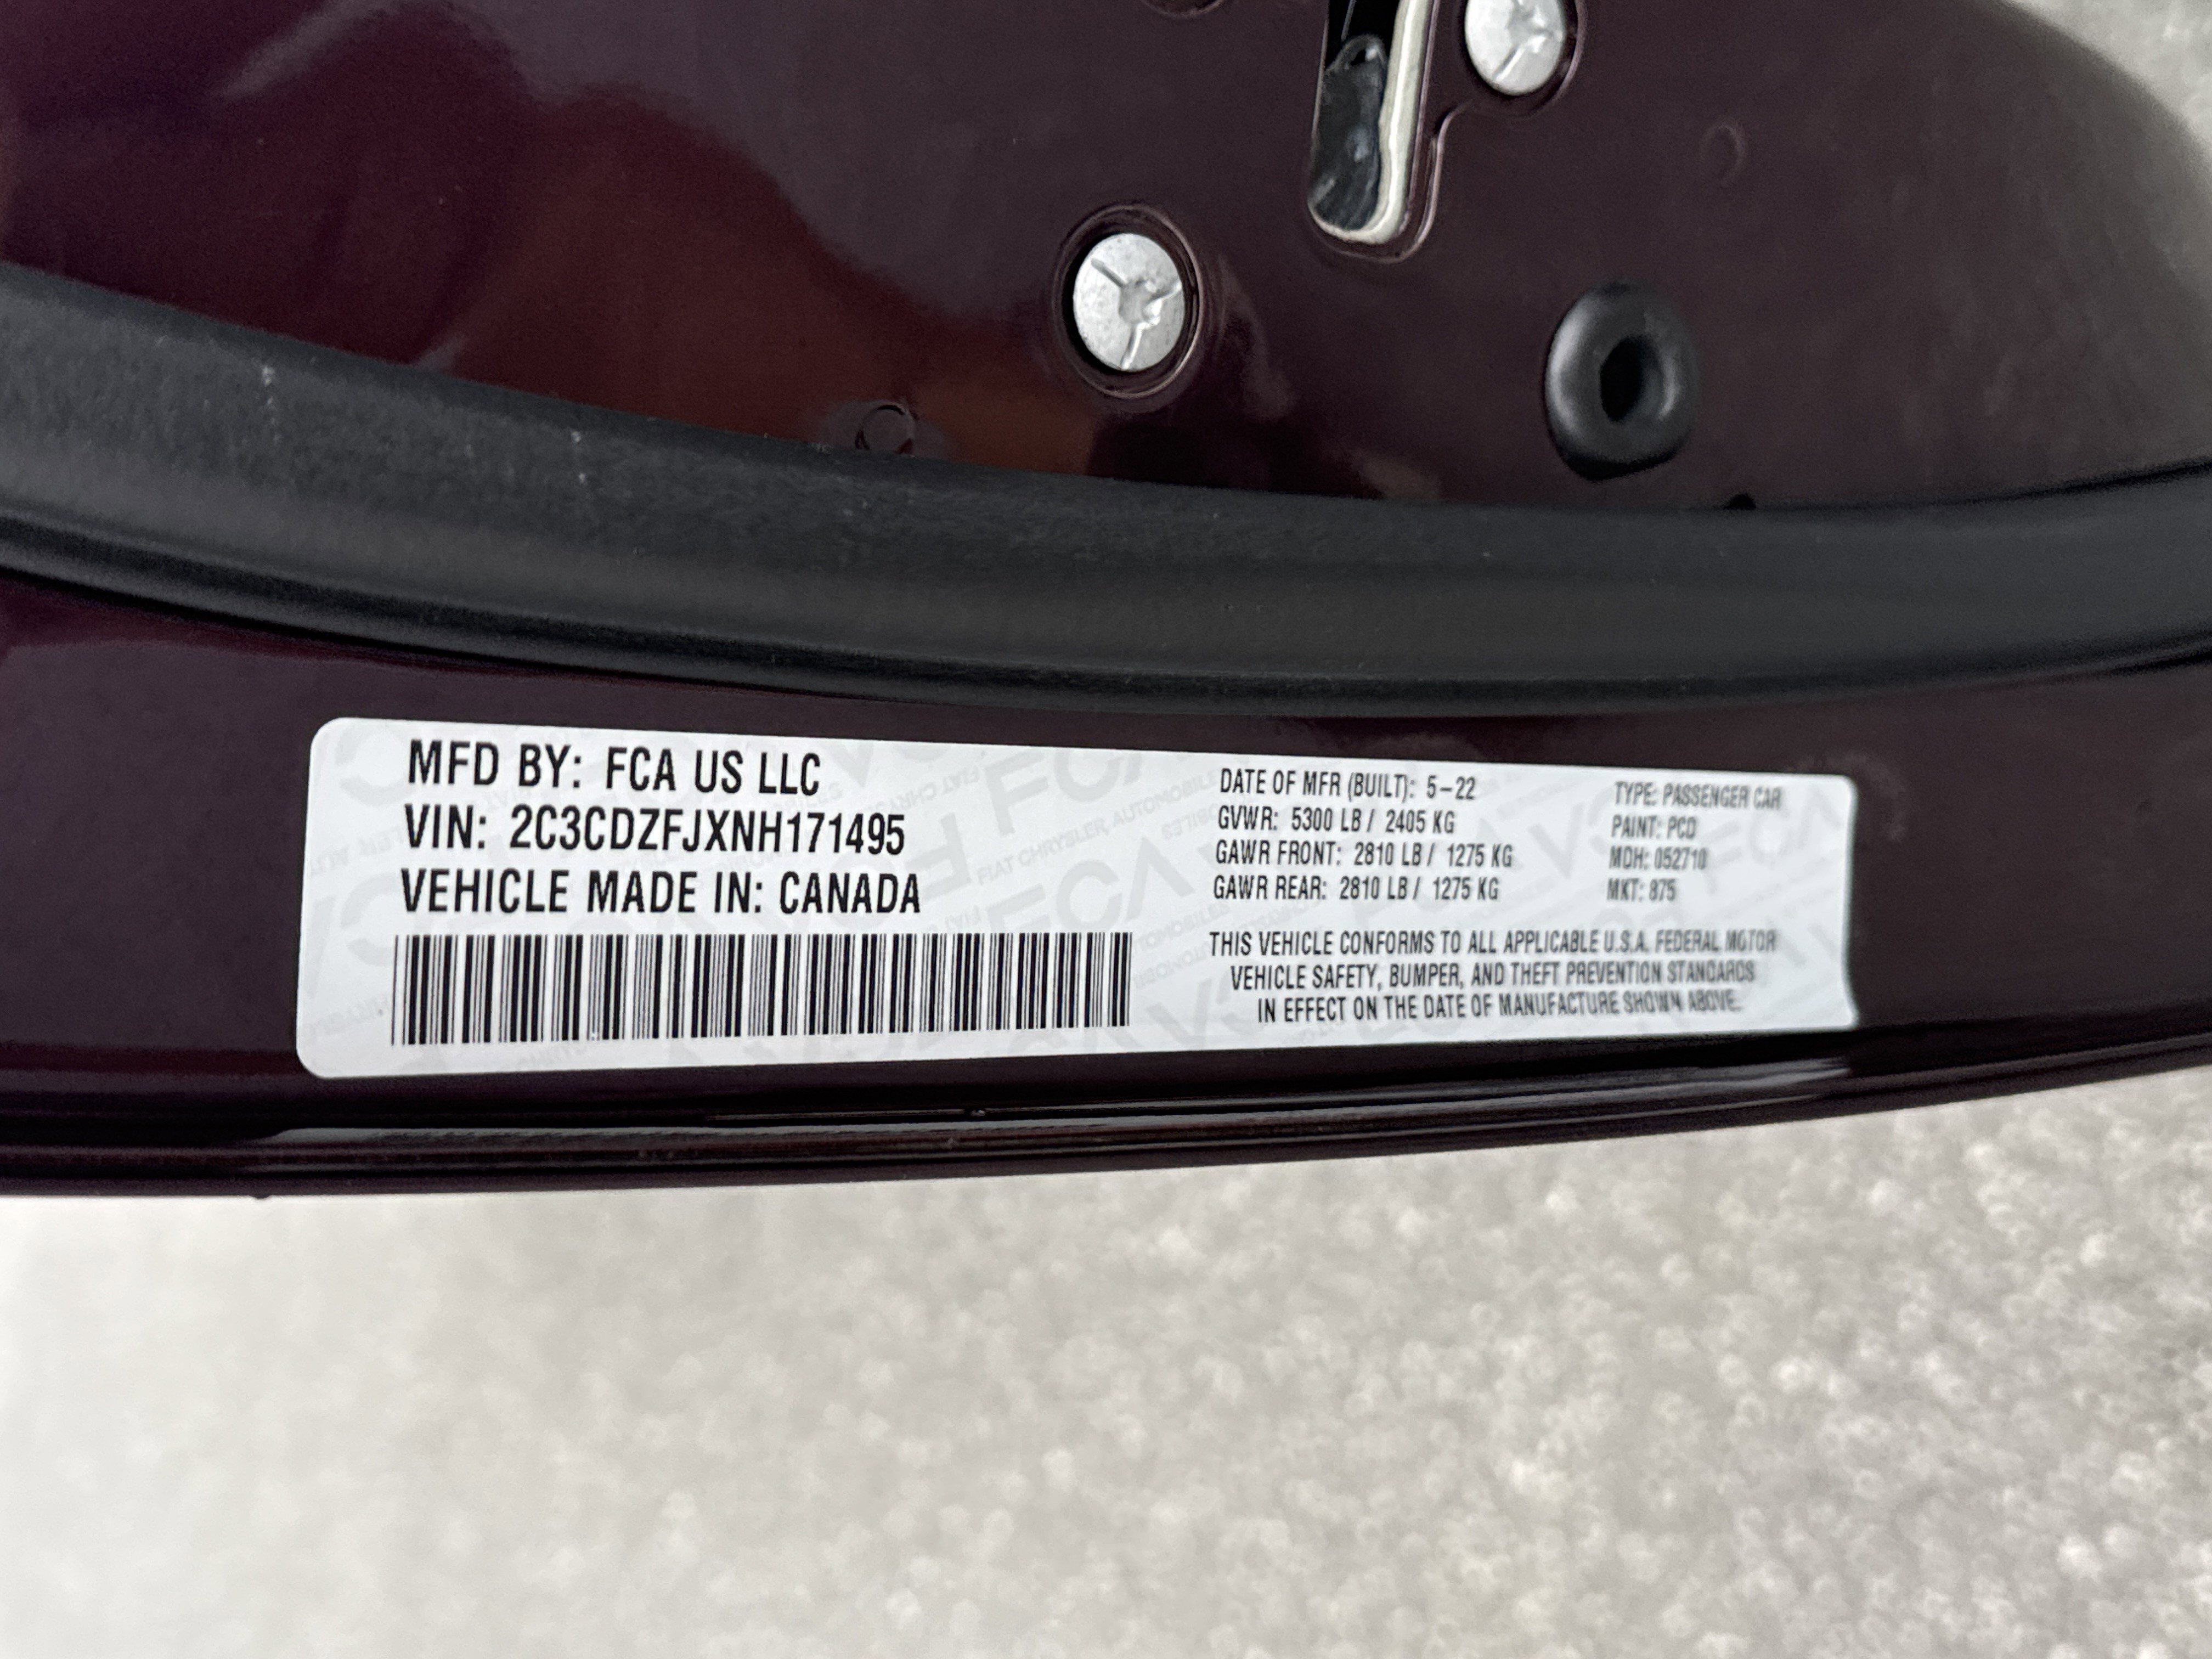 MFD BY: FCA US LLC
VIN: 2C3CDZFJXNH171495
VEHICLE MADE IN: CANADA
DATE OF MFR (BUILT): 5-22
GVWR: 5300 LB / 2405 KG
GAWR FRONT: 2810 LB / 1275 KG
GAWR REAR: 2810 LB / 1275 KG
TYPE: PASSENGER CAR
PAINT: PCD
MDH: 052710
MKT: 875
THIS VEHICLE CONFORMS TO ALL APPLICABLE U.S.A. FEDERAL MOTOR
VEHICLE SAFETY, BUMPER, AND THEFT PREVENTION STANDARDS
IN EFFECT ON THE DATE OF MANUFACTURE SHOWN ABOVE.